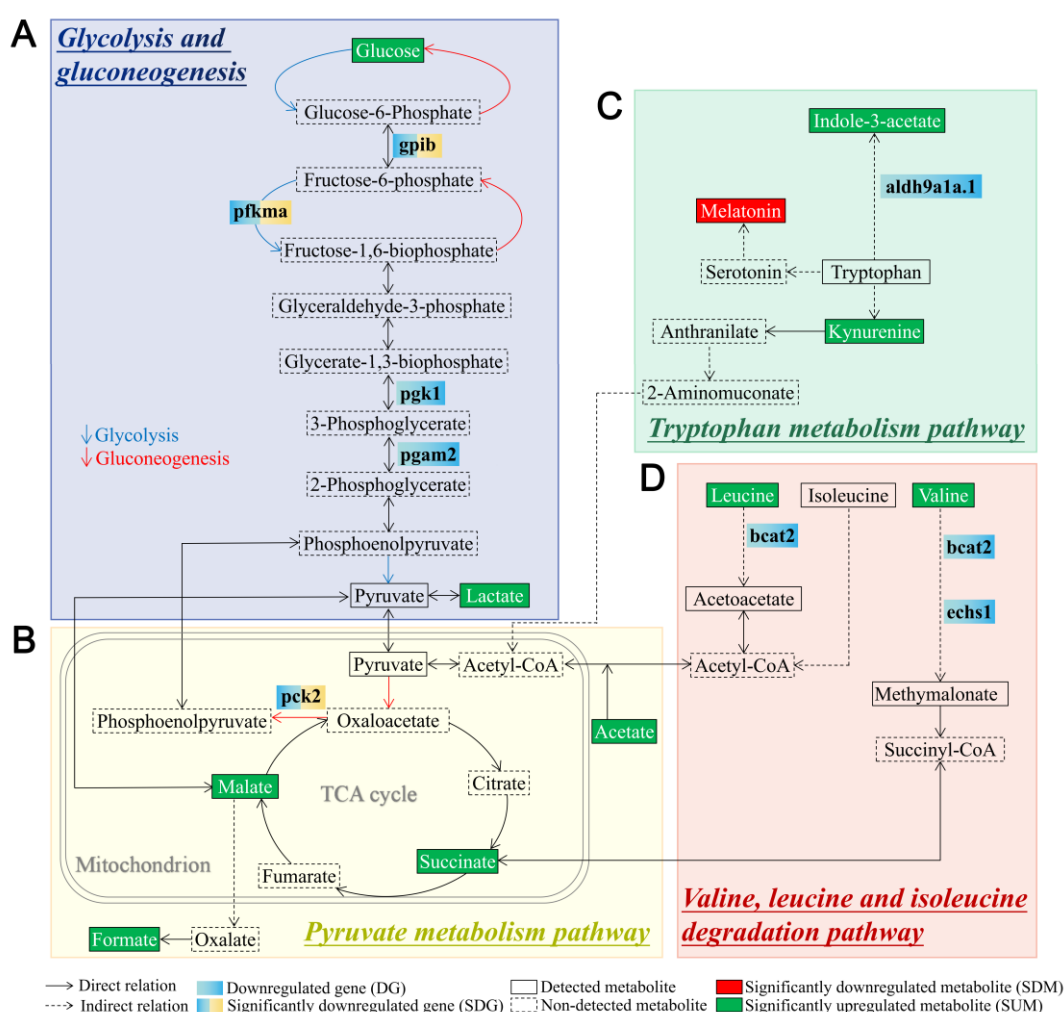 A
Glycolysis and
gluconeogenesis
Glucose
Glucose-6-Phosphate
gpib
Fructose-6-phosphate
pfkma
Fructose-1,6-biophosphate
Glyceraldehyde-3-phosphate
Glycerate-1,3-biophosphate
pgk1
3-Phosphoglycerate
Glycolysis
Gluconeogenesis
pgam2
2-Phosphoglycerate
Phosphoenolpyruvate
Pyruvate
Lactate
B
Pyruvate
Acetyl-CoA
pck2
Phosphoenolpyruvate
Oxaloacetate
Acetate
Malate
TCA cycle
Citrate
Mitochondrion
Fumarate
Succinate
Formate
Oxalate
Pyruvate metabolism pathway
C
Indole-3-acetate
aldh9a1a.1
Melatonin
Serotonin
Tryptophan
Anthranilate
Kynurenine
2-Aminomuconate
Tryptophan metabolism pathway
D
Leucine
Isoleucine
Valine
bcat2
bcat2
Acetoacetate
echs1
Acetyl-CoA
Methymalonate
Succinyl-CoA
Valine, leucine and isoleucine
degradation pathway
Direct relation
Indirect relation
Downregulated gene (DG)
Significantly downregulated gene (SDG)
Detected metabolite
Non-detected metabolite
Significantly downregulated metabolite (SDM)
Significantly upregulated metabolite (SUM)